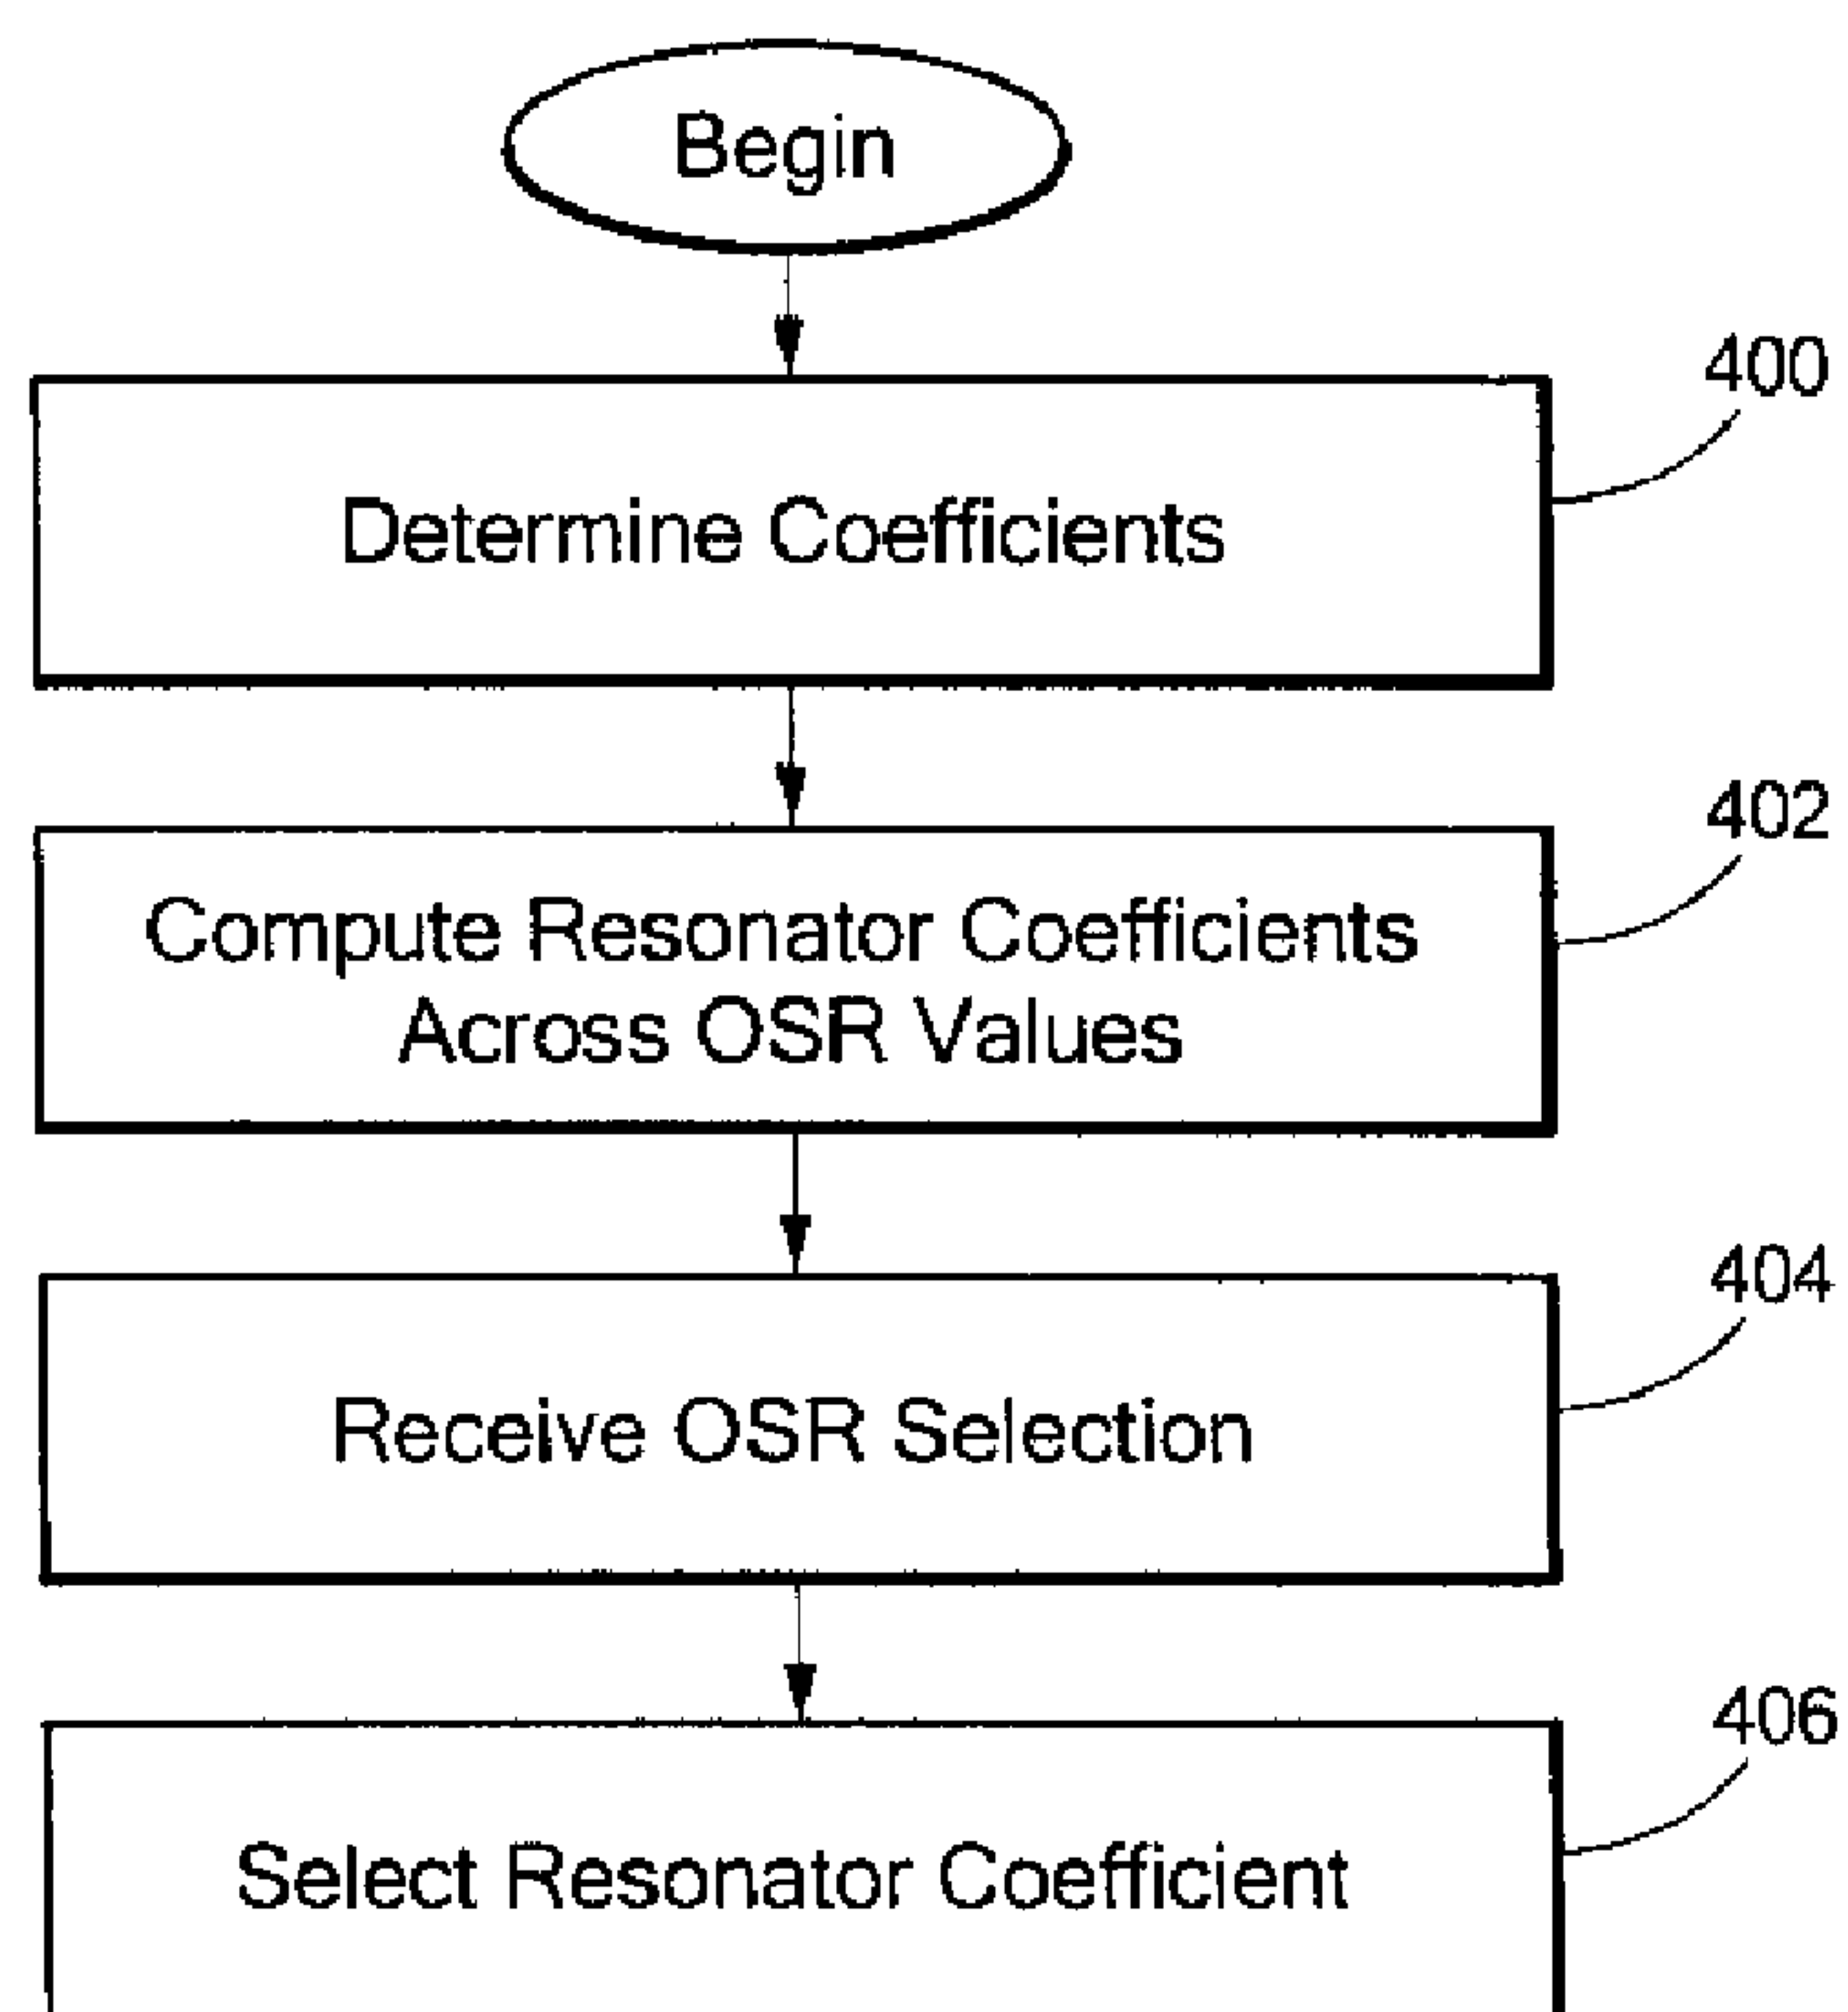 Begin
400
Determine Coefficients
402
Compute Resonator Coefficients
Across OSR Values
404
Receive OSR Selection
406
Select Resonator Coefficient